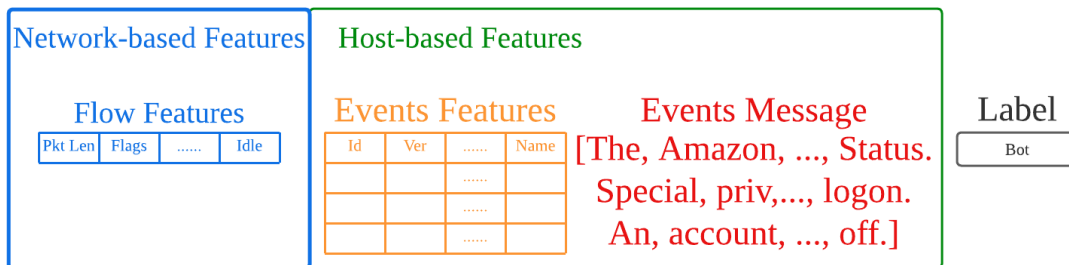 Network-based Features
Host-based Features
Flow Features
Pkt Len Flags ...... Idle
Events Features
Id Ver ...... Name
......
......
......
Events Message
[The, Amazon, ..., Status.
Special, priv,..., logon.
An, account, ..., off.]
Label
Bot